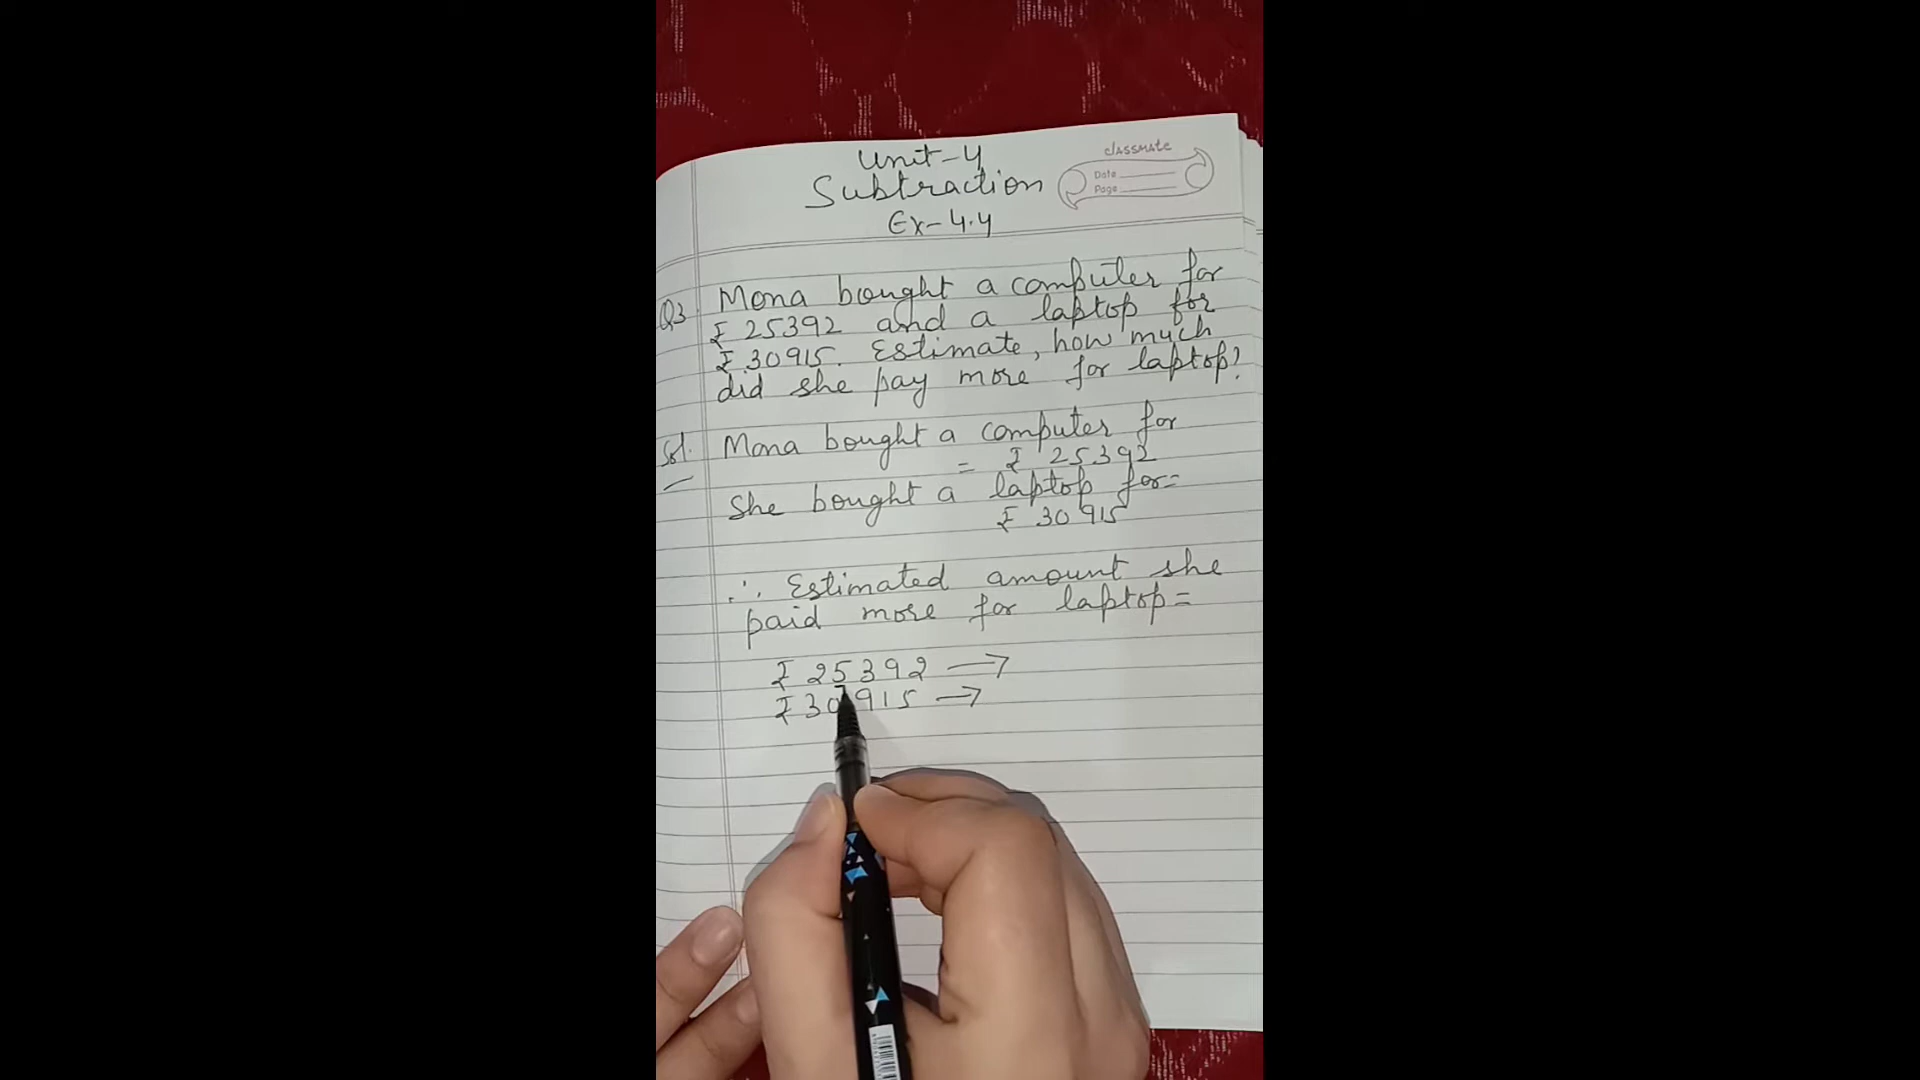 Unit-4
Subtraction
Ex-4.4
classmate
Date
Page
Q3. Mona bought a computer for
₹ 25392 and a laptop for
₹ 30915. Estimate, how much
did she pay more for laptop?
Sol. Mona bought a computer for
= ₹ 25392
She bought a laptop for=
₹ 30915
∴ Estimated amount she
paid more for laptop=
₹ 25392 →
₹ 30915 →